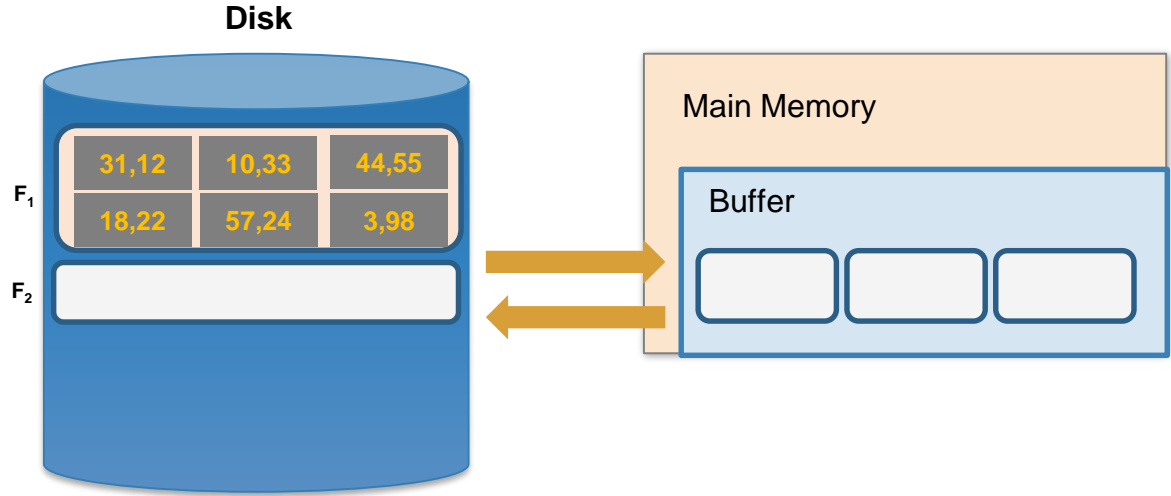 Disk
Main Memory
31,12 10,33 44,55
F1
18,22 57,24 3,98
Buffer
F2